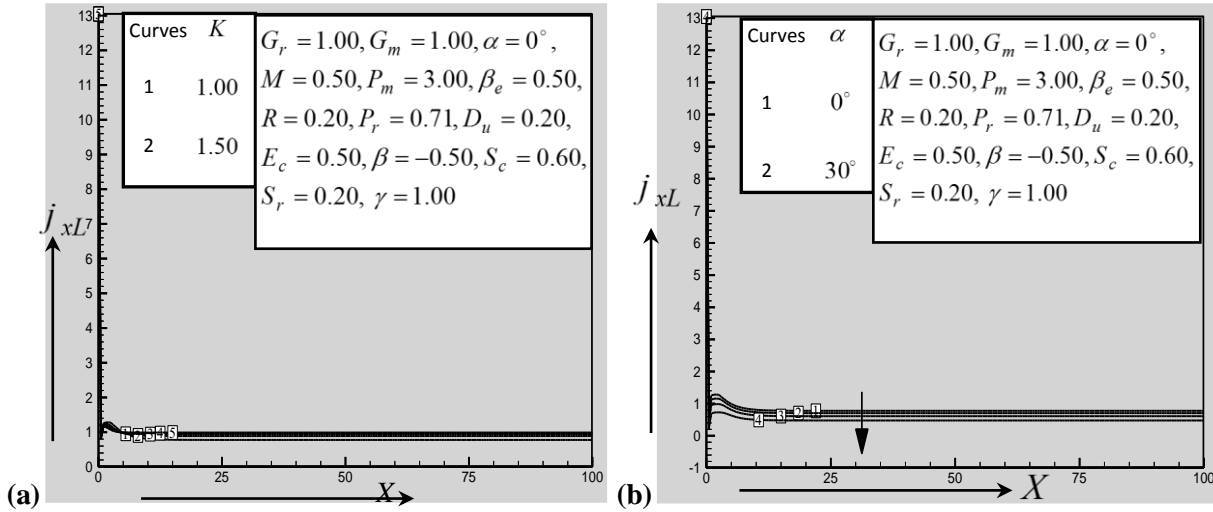 5
13
12
11
10
9
8
7
6
5
4
3
2
1
0
0 25 50 75 100
j xL
X
Curves K
1 1.00
2 1.50
G_r = 1.00, G_m = 1.00, α = 0°,
M = 0.50, P_m = 3.00, β_e = 0.50,
R = 0.20, P_r = 0.71, D_u = 0.20,
E_c = 0.50, β = −0.50, S_c = 0.60,
S_r = 0.20, γ = 1.00
1 2 3 4 5
(a)
4
13
12
11
10
9
8
7
6
5
4
3
2
1
0
-1
0 25 50 75 100
j xL
X
Curves α
1 0°
2 30°
G_r = 1.00, G_m = 1.00, α = 0°,
M = 0.50, P_m = 3.00, β_e = 0.50,
R = 0.20, P_r = 0.71, D_u = 0.20,
E_c = 0.50, β = −0.50, S_c = 0.60,
S_r = 0.20, γ = 1.00
4 3 2 1
(b)